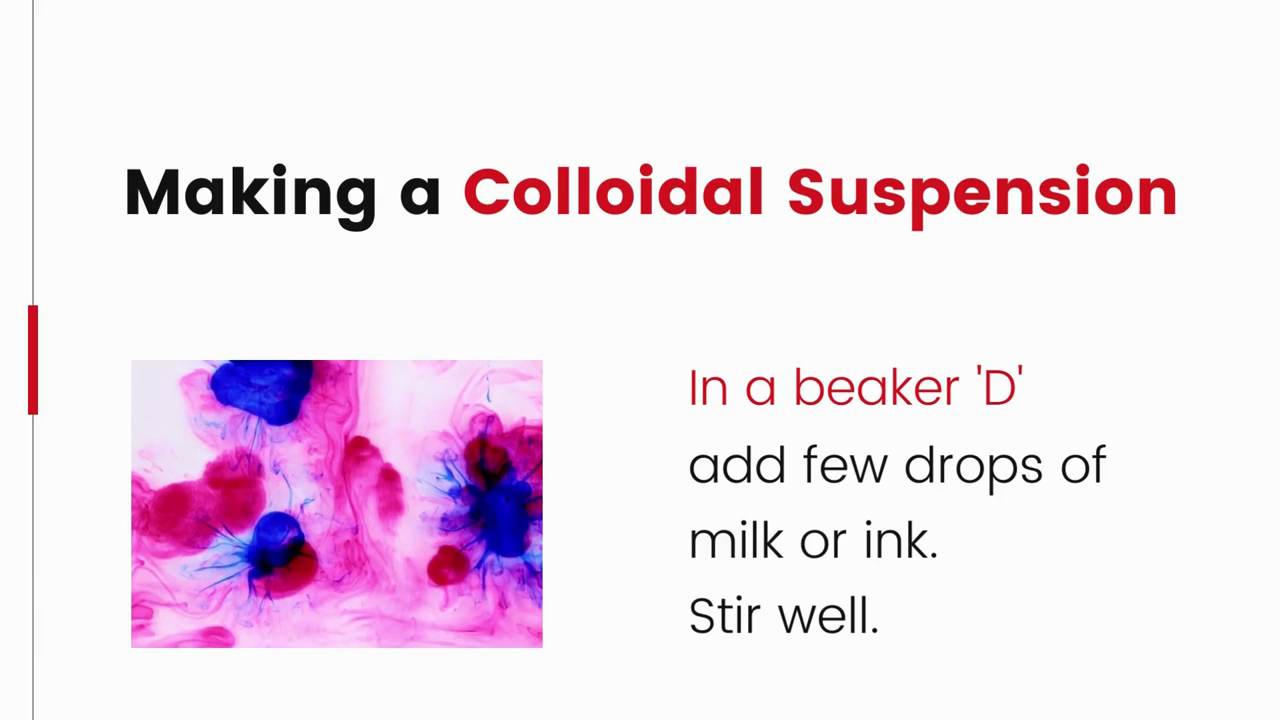 Making a Colloidal Suspension
In a beaker 'D'
add few drops of
milk or ink.
Stir well.